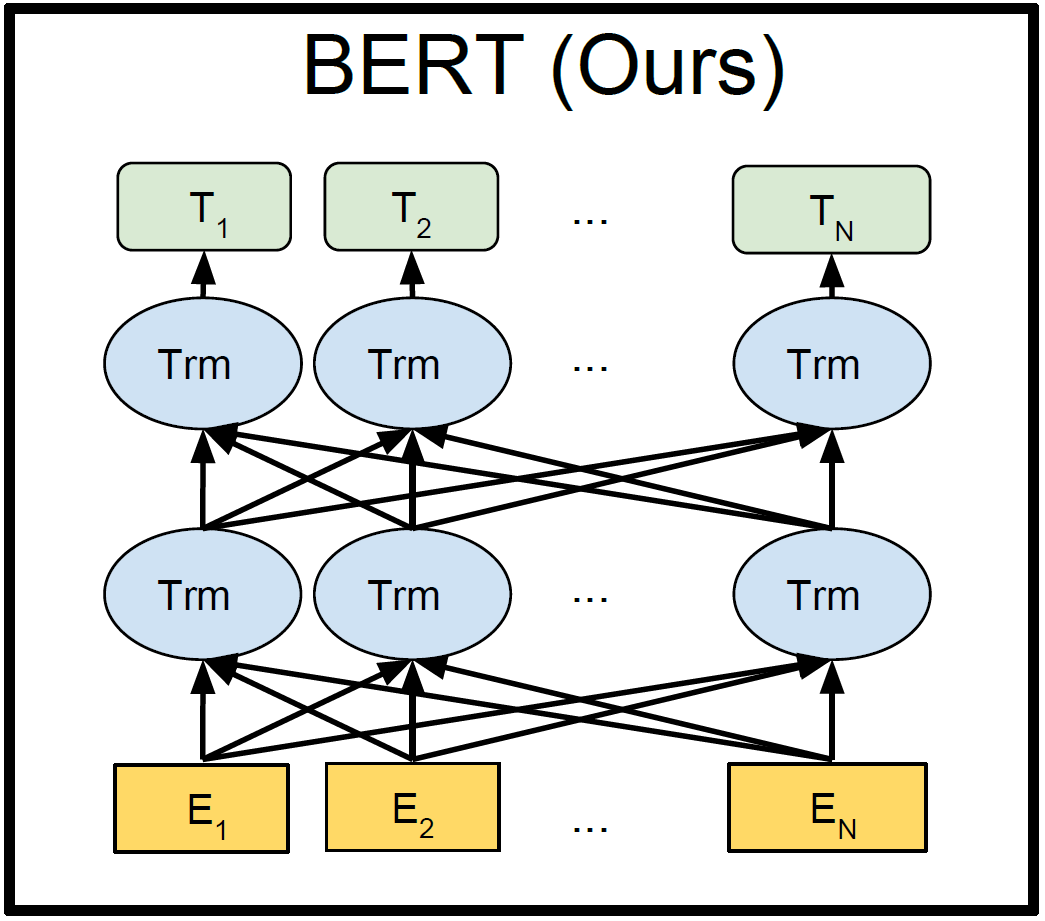 BERT (Ours)
T1 T2 ... TN
Trm Trm ... Trm
Trm Trm ... Trm
E1 E2 ... EN